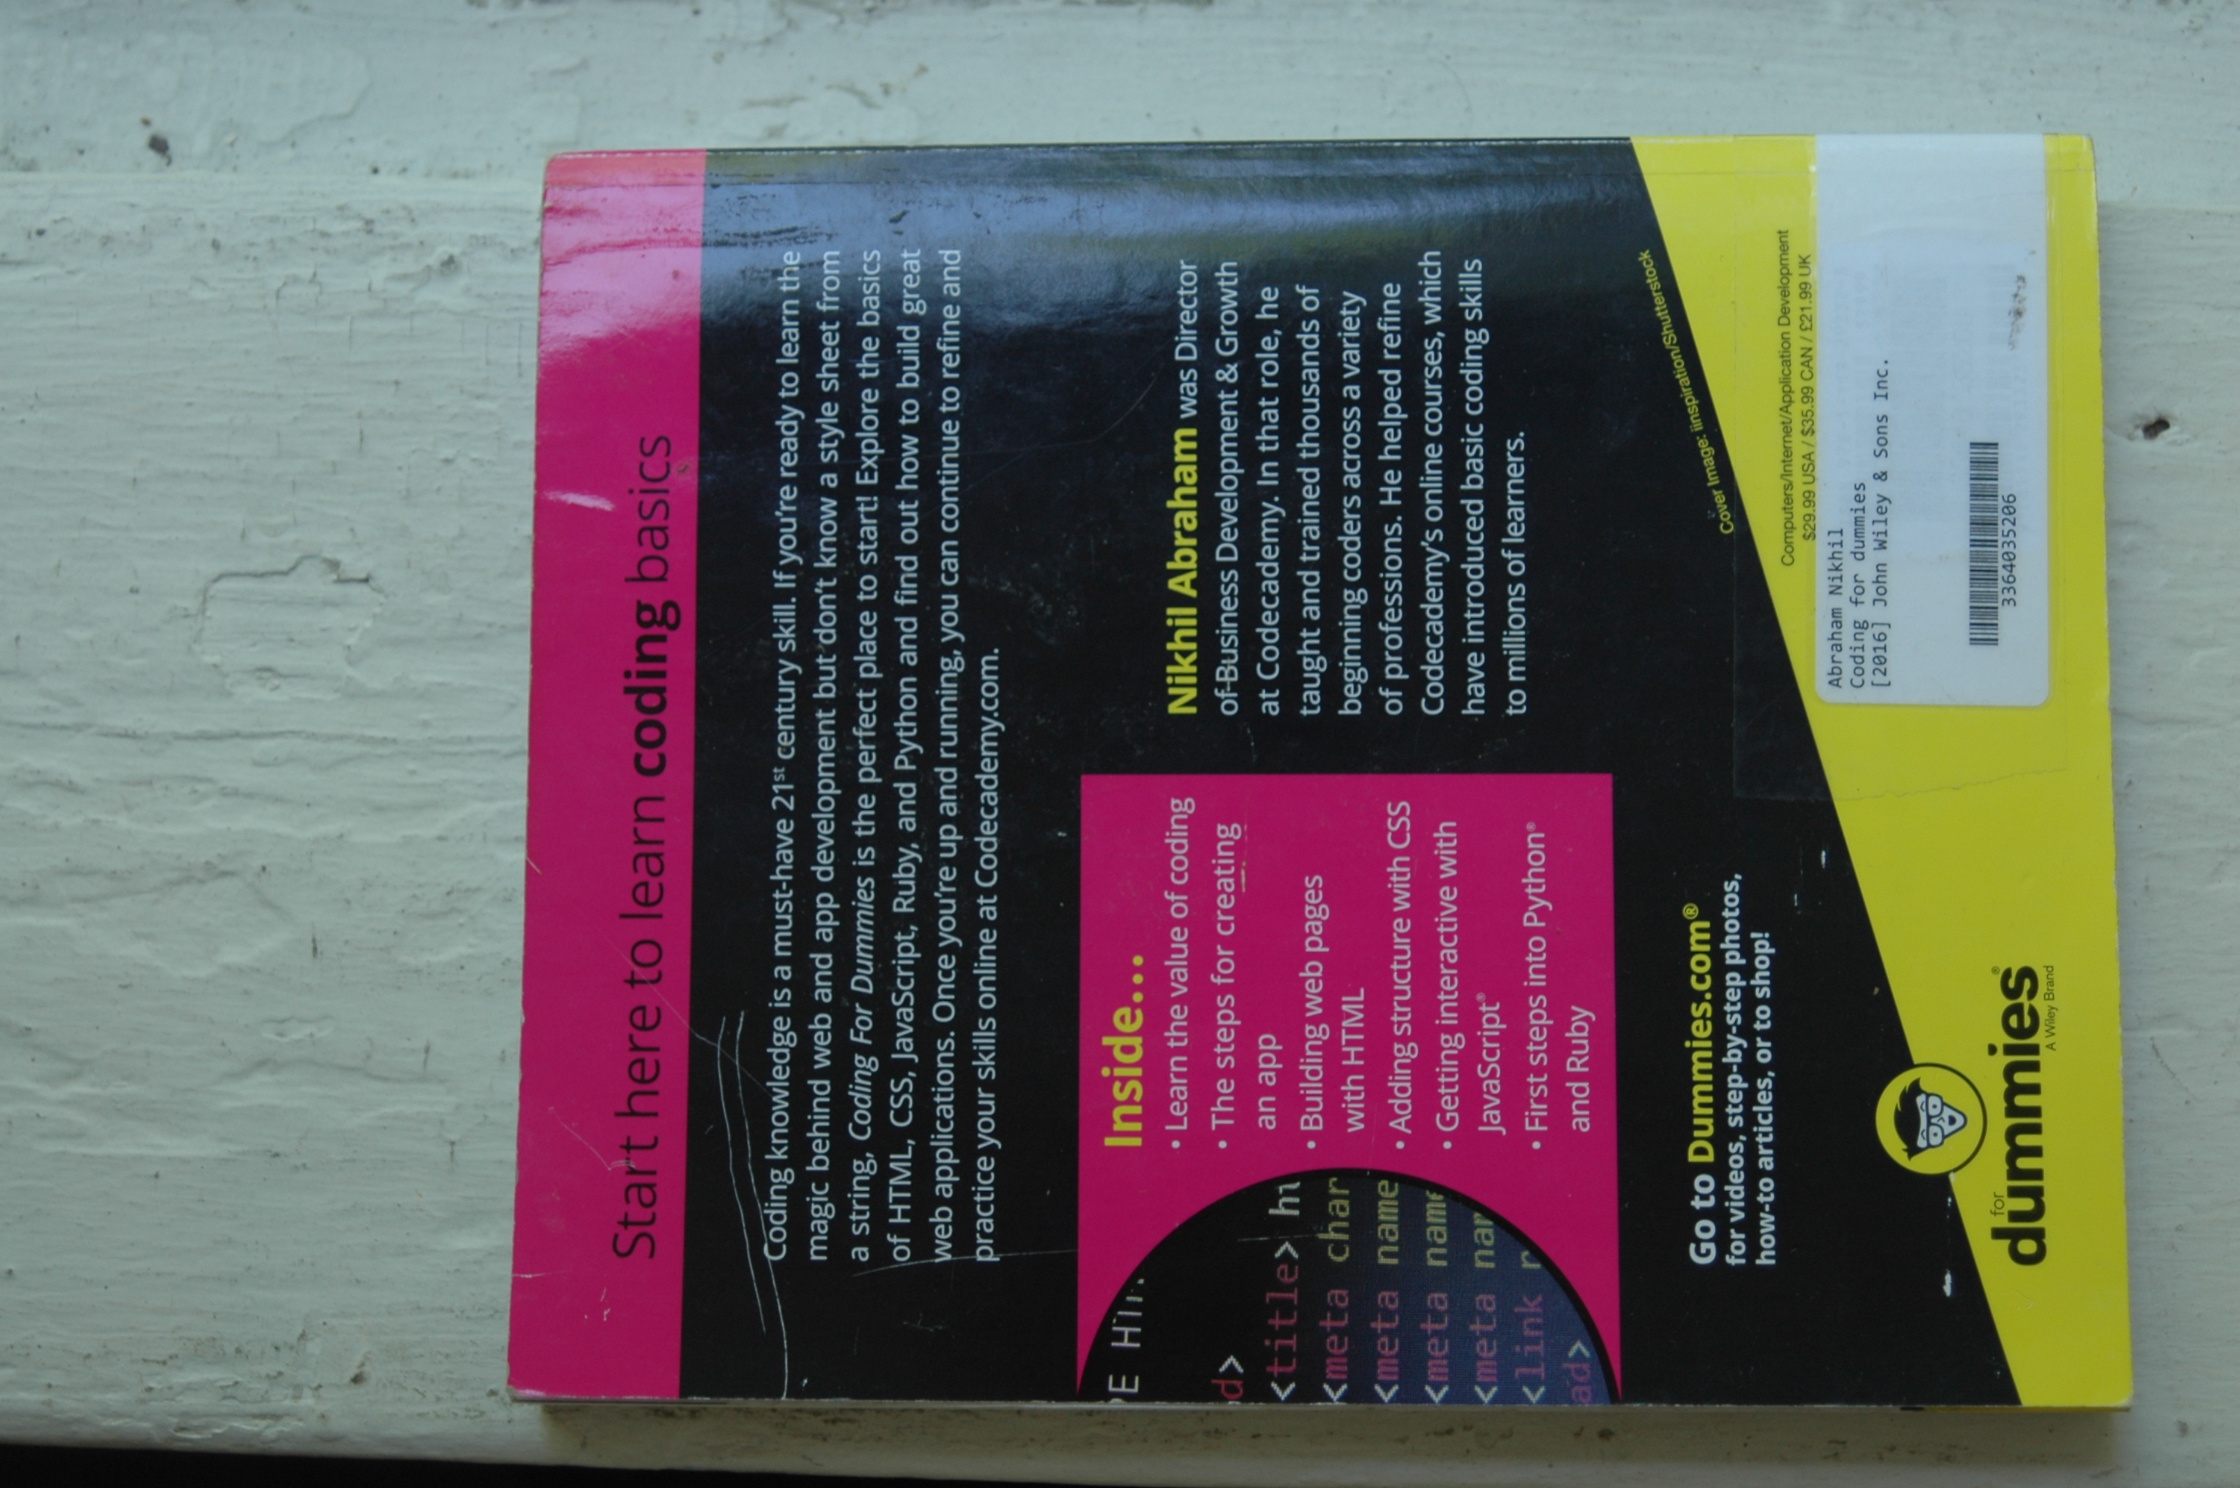 Start here to learn coding basics
Coding knowledge is a must-have 21st century skill. If you're ready to learn the
magic behind web and app development but don't know a style sheet from
a string, Coding For Dummies is the perfect place to start! Explore the basics
of HTML, CSS, JavaScript, Ruby, and Python and find out how to build great
web applications. Once you're up and running, you can continue to refine and
practice your skills online at Codecademy.com.
d>
<title>
<meta char
<meta name
<meta name
<meta nam
<link r
ad>
Inside...
• Learn the value of coding
• The steps for creating
an app
• Building web pages
with HTML
• Adding structure with CSS
• Getting interactive with
JavaScript®
• First steps into Python®
and Ruby
Nikhil Abraham was Director
of Business Development & Growth
at Codecademy. In that role, he
taught and trained thousands of
beginning coders across a variety
of professions. He helped refine
Codecademy's online courses, which
have introduced basic coding skills
to millions of learners.
Go to Dummies.com®
for videos, step-by-step photos,
how-to articles, or to shop!
Cover Image: iinspiration/Shutterstock
Computers/Internet/Application Development
$29.99 USA / $35.99 CAN / £21.99 UK
Abraham Nikhil
Coding for dummies
[2016] John Wiley & Sons Inc.
3364035206
for
dummies®
A Wiley Brand